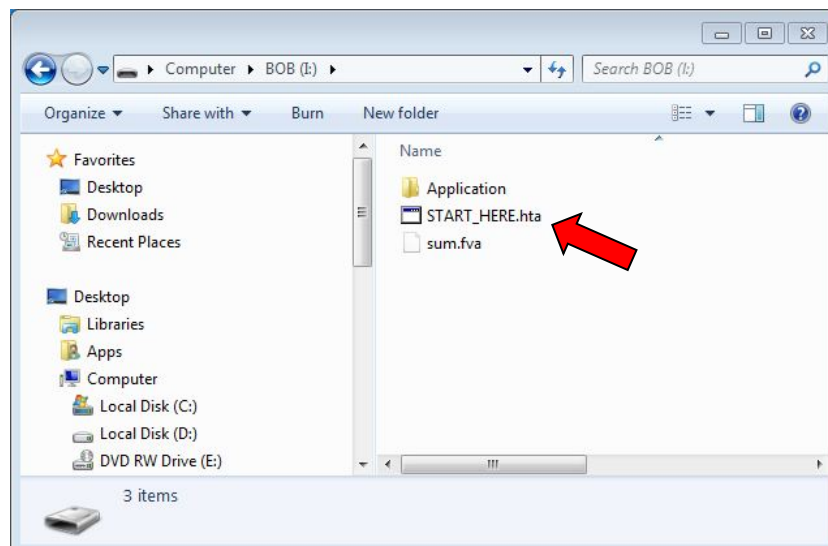 Computer BOB (I:)
Search BOB (I:)
Organize Share with Burn New folder
Favorites
Desktop
Downloads
Recent Places
Desktop
Libraries
Apps
Computer
Local Disk (C:)
Local Disk (D:)
DVD RW Drive (E:)
Name
Application
START_HERE.hta
sum.fva
3 items